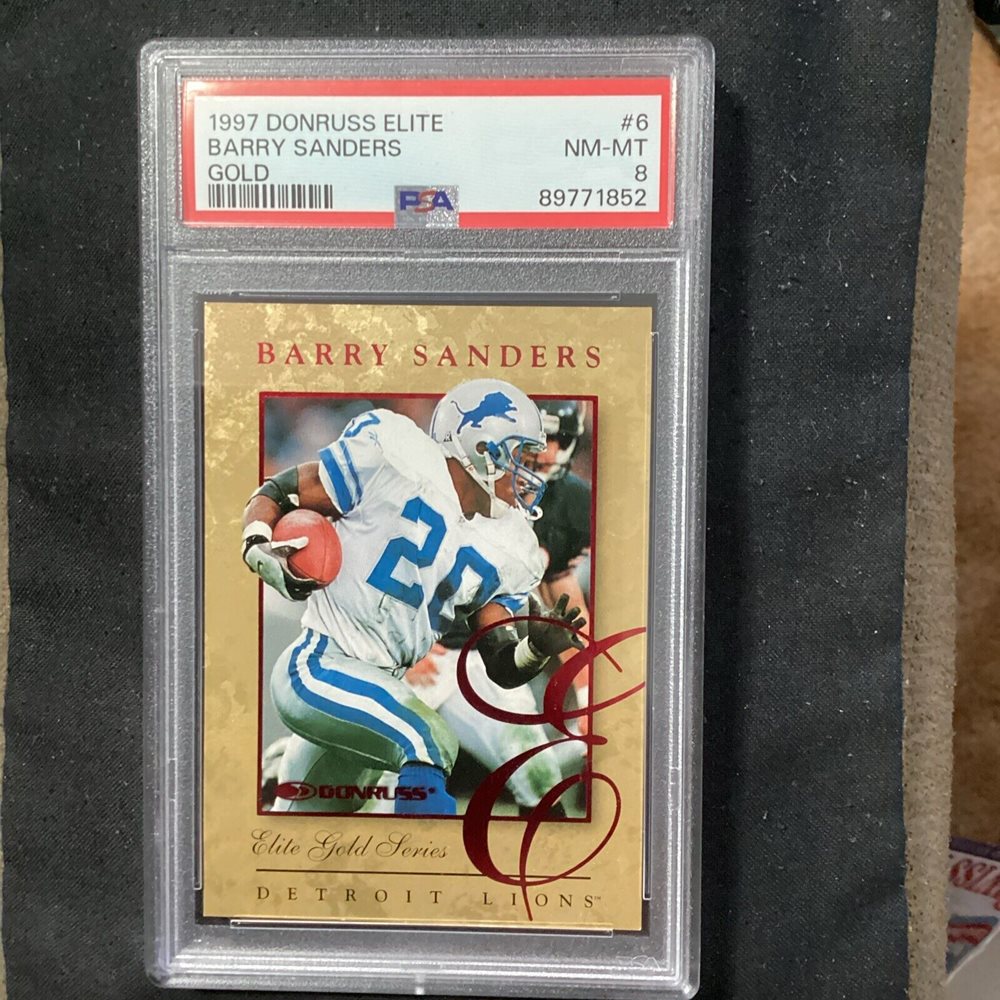 1997 DONRUSS ELITE #6
BARRY SANDERS NM-MT
GOLD 8
PSA 89771852
BARRY SANDERS
20
DONRUSS
Elite Gold Series
E
DETROIT LIONS™